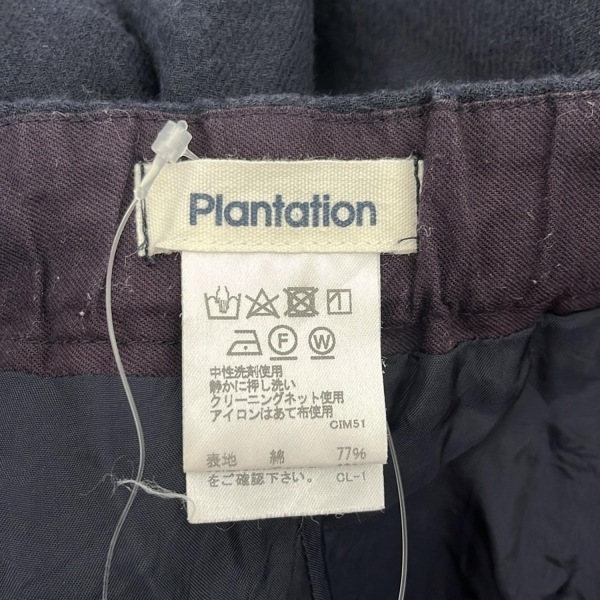 Plantation
F W
中性洗剤使用
静かに押し洗い
クリーニングネット使用
アイロンはあて布使用
CIM51
表地 綿 77%
をご確認下さい。 CL-1